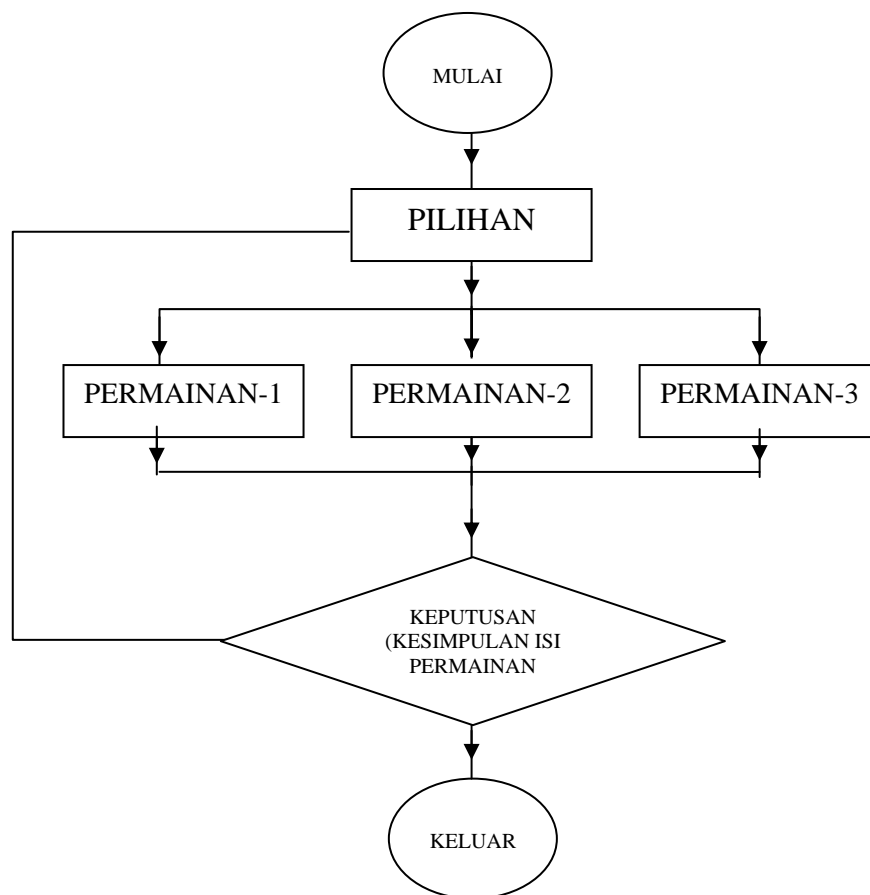 MULAI
PILIHAN
PERMAINAN-1
PERMAINAN-2
PERMAINAN-3
KEPUTUSAN
(KESIMPULAN ISI
PERMAINAN
KELUAR